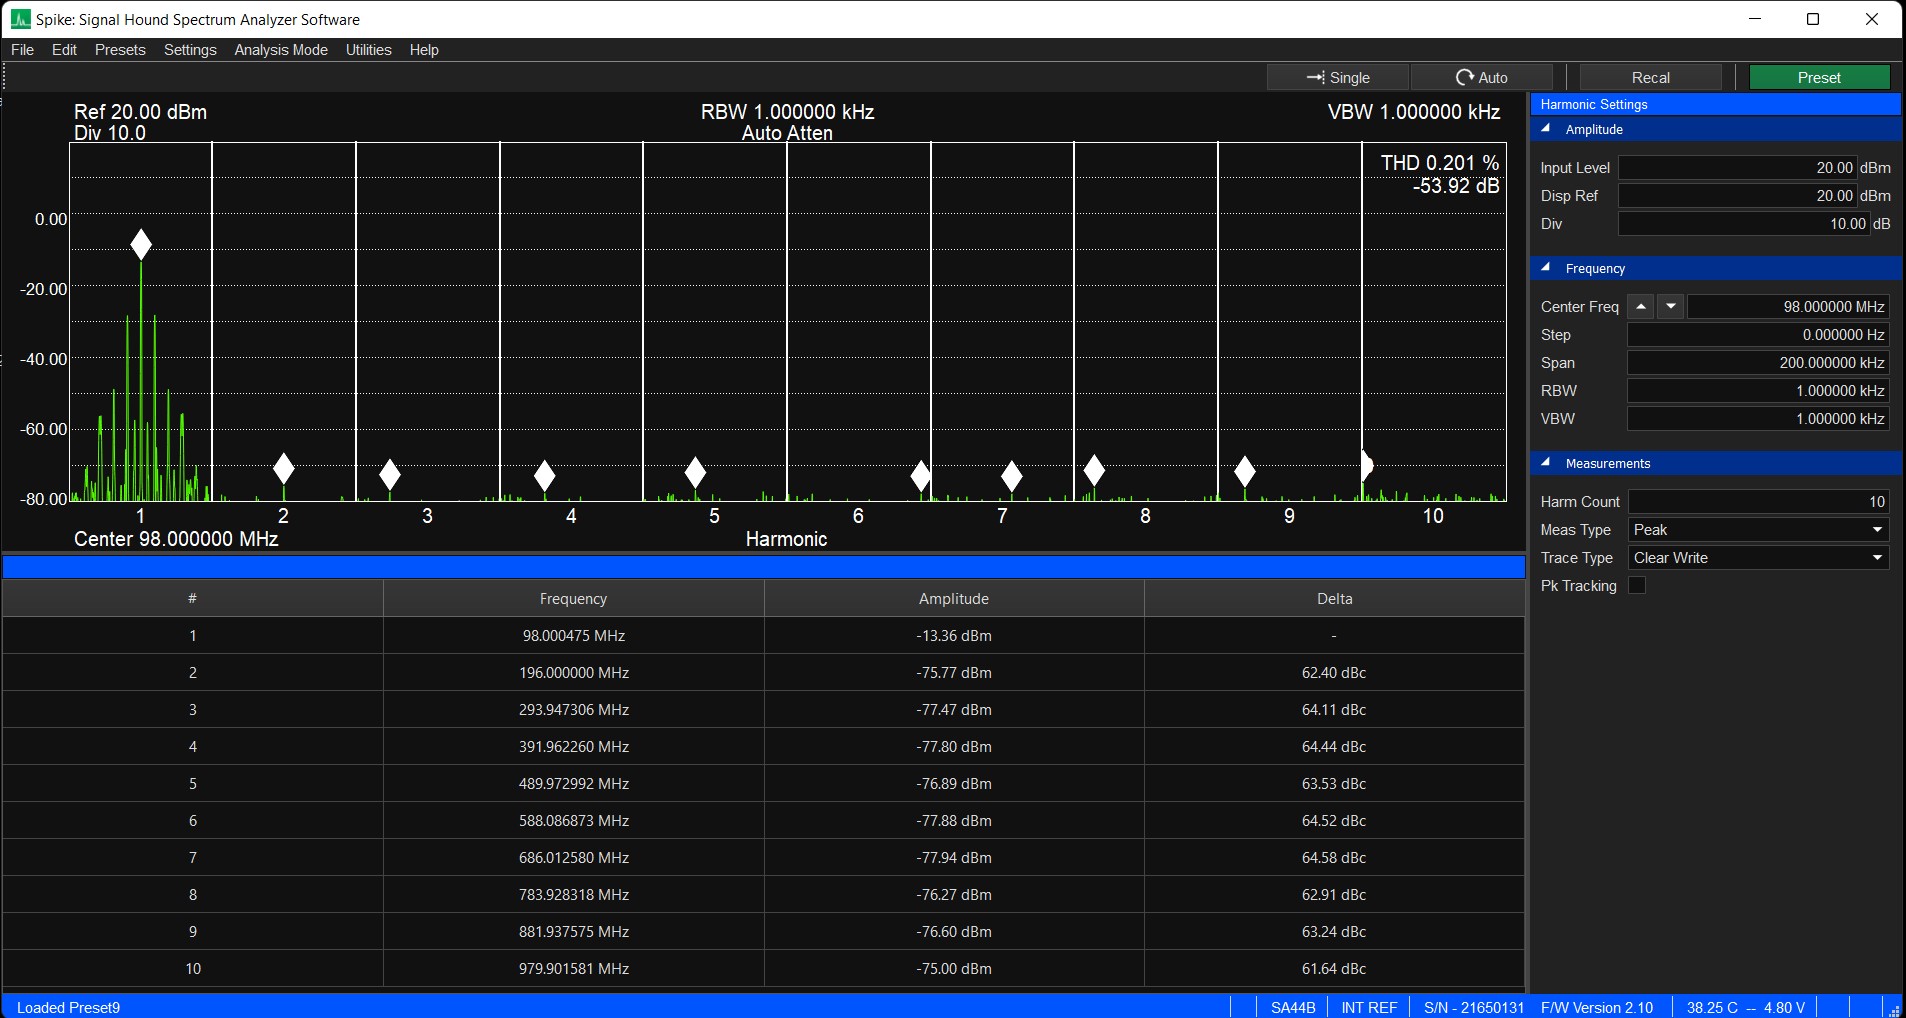 Spike: Signal Hound Spectrum Analyzer Software
File Edit Presets Settings Analysis Mode Utilities Help
Single Auto Recal Preset
Ref 20.00 dBm RBW 1.000000 kHz VBW 1.000000 kHz
Div 10.0 Auto Atten
THD 0.201 %
-53.92 dB
0.00
-20.00
-40.00
-60.00
-80.00
1 2 3 4 5 6 7 8 9 10
Center 98.000000 MHz Harmonic
# Frequency Amplitude Delta
1 98.000475 MHz -13.36 dBm -
2 196.000000 MHz -75.77 dBm 62.40 dBc
3 293.947306 MHz -77.47 dBm 64.11 dBc
4 391.962260 MHz -77.80 dBm 64.44 dBc
5 489.972992 MHz -76.89 dBm 63.53 dBc
6 588.086873 MHz -77.88 dBm 64.52 dBc
7 686.012580 MHz -77.94 dBm 64.58 dBc
8 783.928318 MHz -76.27 dBm 62.91 dBc
9 881.937575 MHz -76.60 dBm 63.24 dBc
10 979.901581 MHz -75.00 dBm 61.64 dBc
Harmonic Settings
Amplitude
Input Level 20.00 dBm
Disp Ref 20.00 dBm
Div 10.00 dB
Frequency
Center Freq 98.000000 MHz
Step 0.000000 Hz
Span 200.000000 kHz
RBW 1.000000 kHz
VBW 1.000000 kHz
Measurements
Harm Count 10
Meas Type Peak
Trace Type Clear Write
Pk Tracking
Loaded Preset9 SA44B INT REF S/N - 21650131 F/W Version 2.10 38.25 C -- 4.80 V